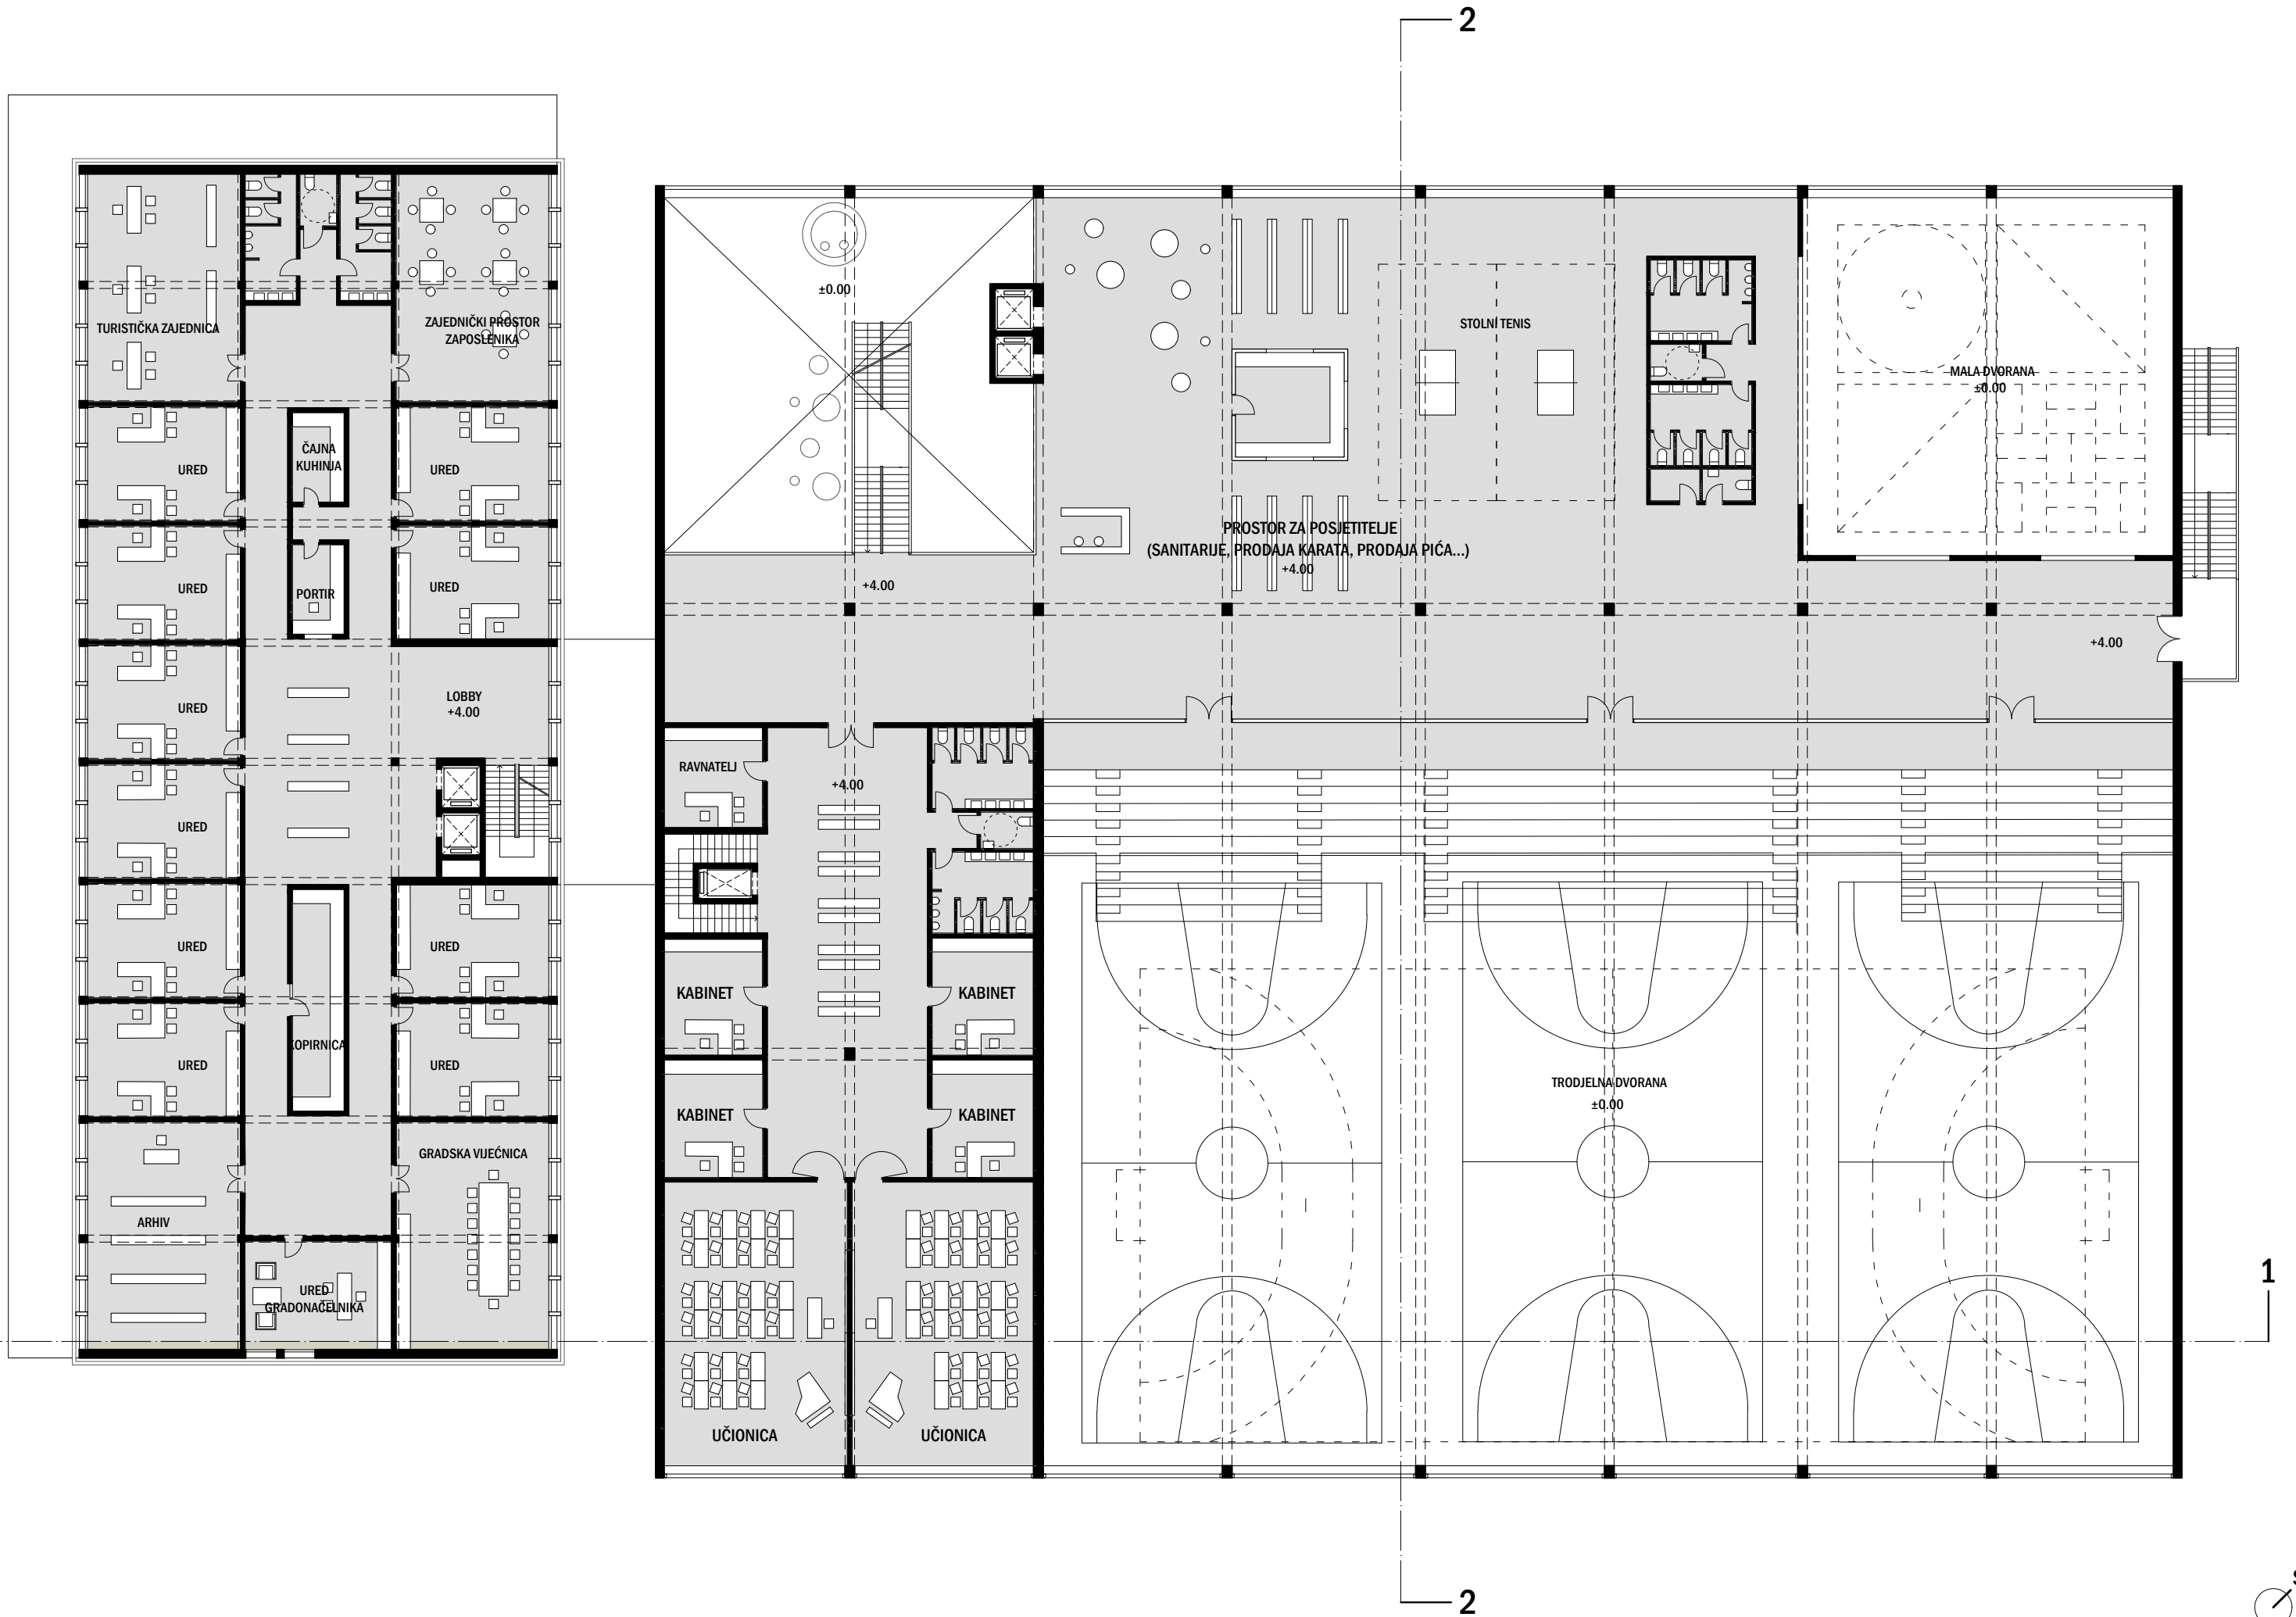 2
±0.00
TURISTIČKA ZAJEDNICA
ZAJEDNIČKI PROSTOR
ZAPOSLENIKA
STOLNI TENIS
MALA DVORANA
±0.00
ČAJNA
KUHINJA
URED
URED
PROSTOR ZA POSJETITELJE
(SANITARIJE, PRODAJA KARATA, PRODAJA PIĆA...)
+4.00
+4.00
URED
PORTIR
URED
+4.00
URED
LOBBY
+4.00
RAVNATELJ
+4.00
URED
URED
URED
KABINET
KABINET
URED
KOPIRNICA
URED
TRODJELNA DVORANA
±0.00
KABINET
KABINET
GRADSKA VIJEĆNICA
ARHIV
URED
GRADONAČELNIKA
1
UČIONICA
UČIONICA
2